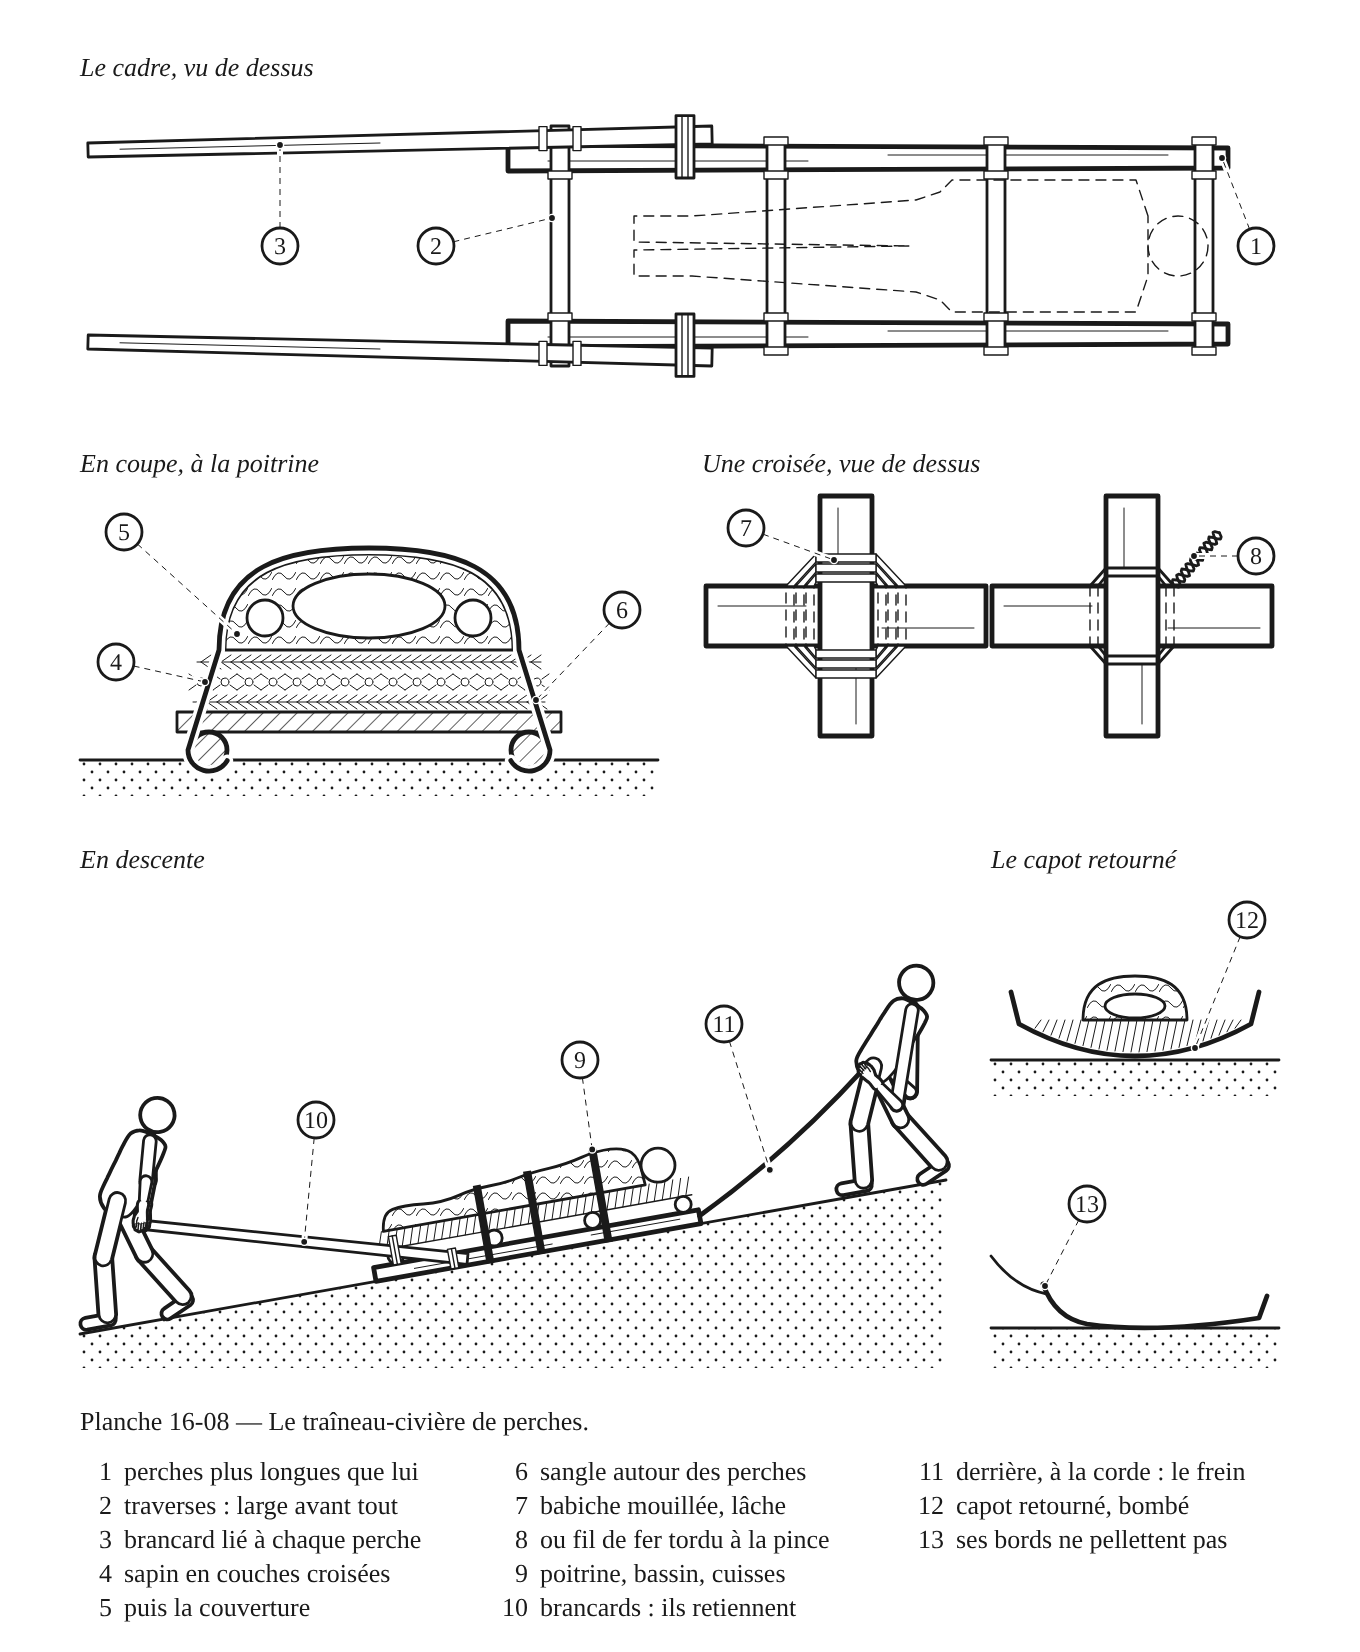 Le cadre, vu de dessus
3
2
1
En coupe, à la poitrine
Une croisée, vue de dessus
5
7
8
6
4
En descente
Le capot retourné
12
11
9
10
13
Planche 16-08 — Le traîneau-civière de perches.
1 perches plus longues que lui
2 traverses : large avant tout
3 brancard lié à chaque perche
4 sapin en couches croisées
5 puis la couverture
6 sangle autour des perches
7 babiche mouillée, lâche
8 ou fil de fer tordu à la pince
9 poitrine, bassin, cuisses
10 brancards : ils retiennent
11 derrière, à la corde : le frein
12 capot retourné, bombé
13 ses bords ne pellettent pas